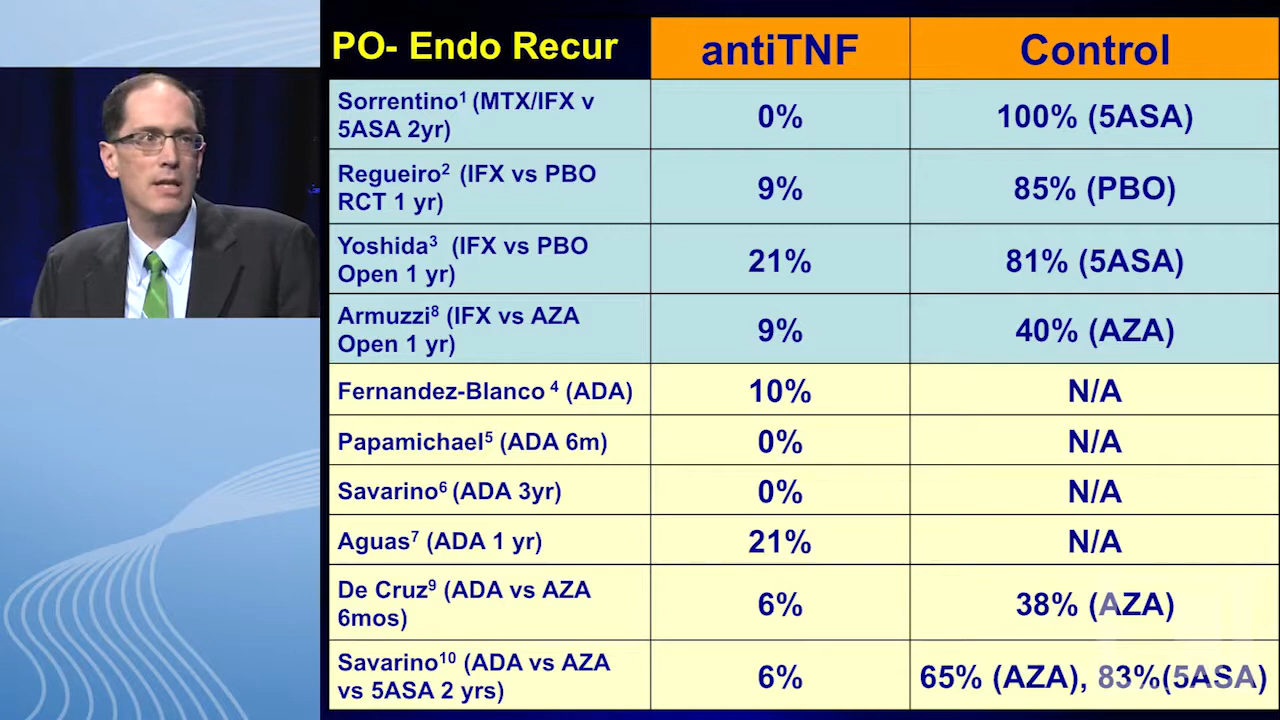 PO- Endo Recur antiTNF Control
Sorrentino¹ (MTX/IFX v
5ASA 2yr) 0% 100% (5ASA)
Regueiro² (IFX vs PBO
RCT 1 yr) 9% 85% (PBO)
Yoshida³ (IFX vs PBO
Open 1 yr) 21% 81% (5ASA)
Armuzzi⁸ (IFX vs AZA
Open 1 yr) 9% 40% (AZA)
Fernandez-Blanco ⁴ (ADA) 10% N/A
Papamichael⁵ (ADA 6m) 0% N/A
Savarino⁶ (ADA 3yr) 0% N/A
Aguas⁷ (ADA 1 yr) 21% N/A
De Cruz⁹ (ADA vs AZA
6mos) 6% 38% (AZA)
Savarino¹⁰ (ADA vs AZA
vs 5ASA 2 yrs) 6% 65% (AZA), 83%(5ASA)